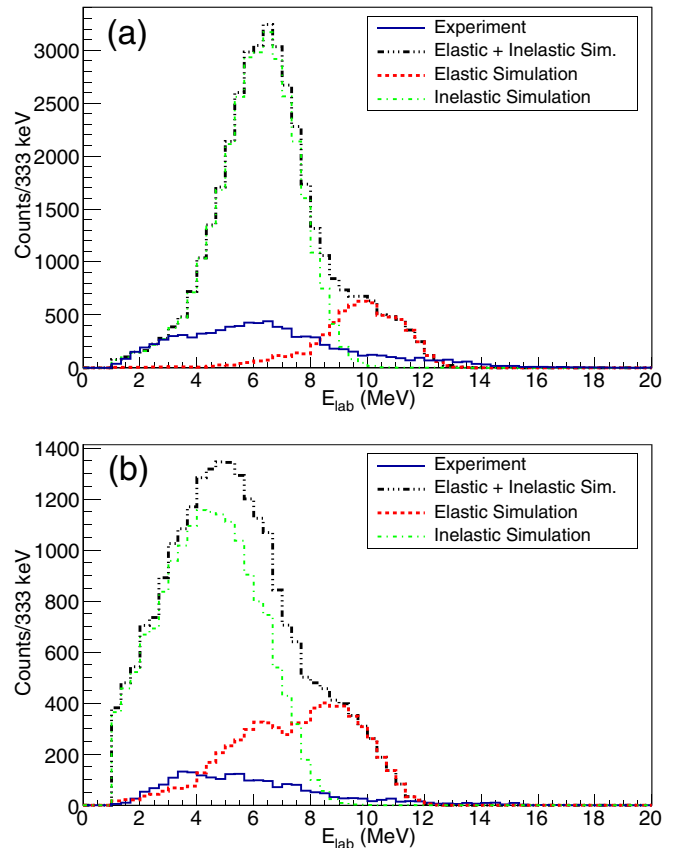 (a)
Experiment
Elastic + Inelastic Sim.
Elastic Simulation
Inelastic Simulation
Counts/333 keV
3000
2500
2000
1500
1000
500
0
0 2 4 6 8 10 12 14 16 18 20
E_lab (MeV)
(b)
Experiment
Elastic + Inelastic Sim.
Elastic Simulation
Inelastic Simulation
Counts/333 keV
1400
1200
1000
800
600
400
200
0
0 2 4 6 8 10 12 14 16 18 20
E_lab (MeV)